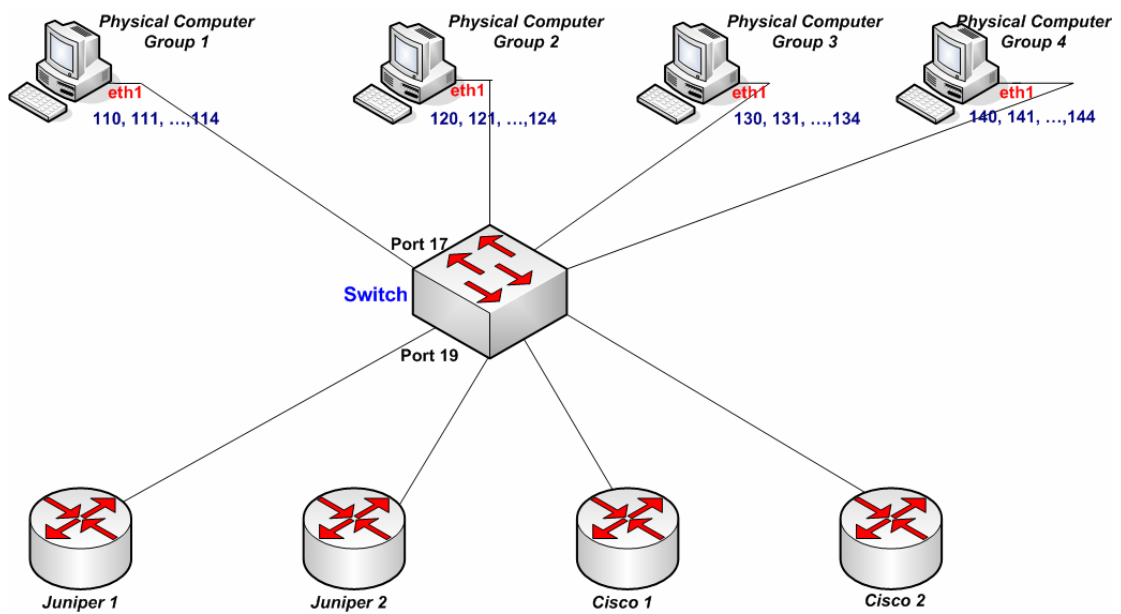 Physical Computer
Group 1
Physical Computer
Group 2
Physical Computer
Group 3
Physical Computer
Group 4
eth1
eth1
eth1
eth1
110, 111, ...,114
120, 121, ...,124
130, 131, ...,134
140, 141, ...,144
Port 17
Switch
Port 19
Juniper 1
Juniper 2
Cisco 1
Cisco 2